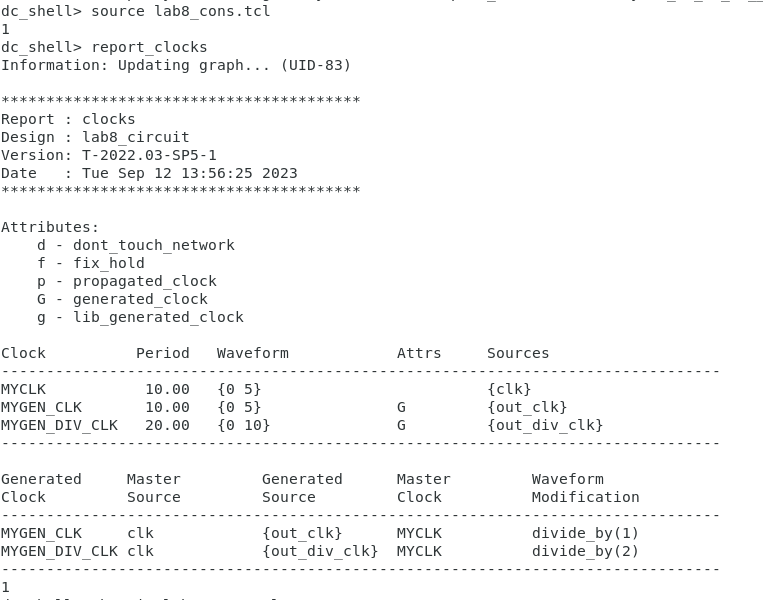 dc_shell> source lab8_cons.tcl
1
dc_shell> report_clocks
Information: Updating graph... (UID-83)
****************************************
Report : clocks
Design : lab8_circuit
Version: T-2022.03-SP5-1
Date   : Tue Sep 12 13:56:25 2023
****************************************
Attributes:
    d - dont_touch_network
    f - fix_hold
    p - propagated_clock
    G - generated_clock
    g - lib_generated_clock
Clock          Period   Waveform            Attrs     Sources
--------------------------------------------------------------------------------
MYCLK           10.00   {0 5}                         {clk}
MYGEN_CLK       10.00   {0 5}               G         {out_clk}
MYGEN_DIV_CLK   20.00   {0 10}              G         {out_div_clk}
--------------------------------------------------------------------------------
Generated     Master         Generated      Master         Waveform
Clock         Source         Source         Clock          Modification
--------------------------------------------------------------------------------
MYGEN_CLK     clk            {out_clk}      MYCLK          divide_by(1)
MYGEN_DIV_CLK clk            {out_div_clk}  MYCLK          divide_by(2)
--------------------------------------------------------------------------------
1